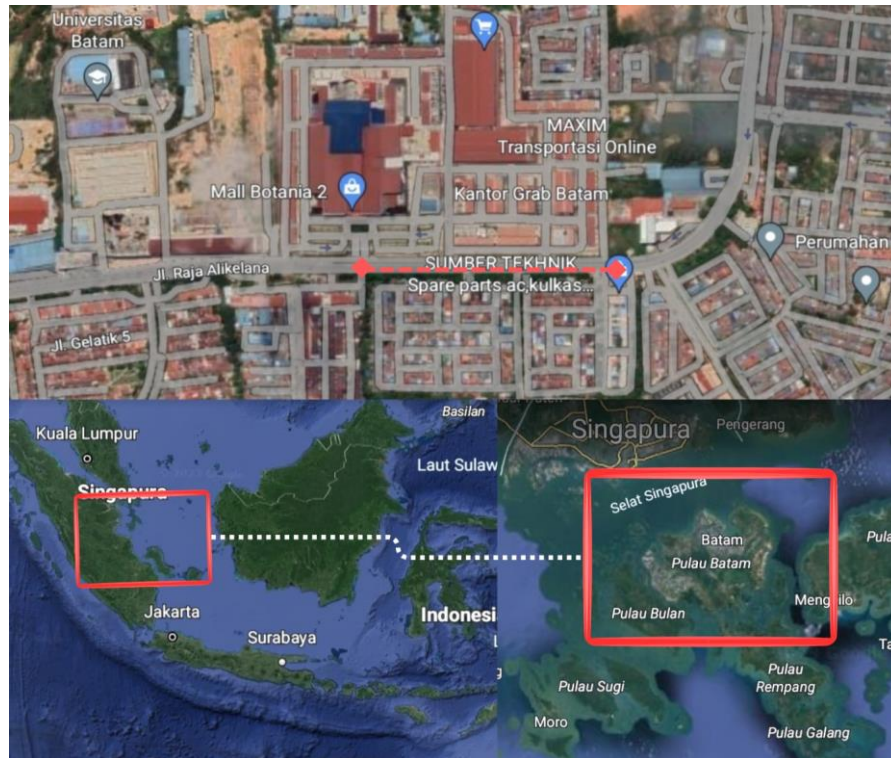 Universitas
Batam
MAXIM
Transportasi Online
Mall Botania 2
Kantor Grab Batam
Perumahan
SUMBER TEKHNIK
Jl. Raja Alikelana
Spare parts ac,kulkas...
Jl. Gelatik 5
Basilan
Kuala Lumpur
Laut Sulaw
Singapura
Jakarta
Surabaya
Indonesi
Singapura
Pengerang
Selat Singapura
Batam
Pulau Batam
Pula
Pulau Bulan
Pulau Sugi
Pulau
Rempang
Moro
Pulau Galang